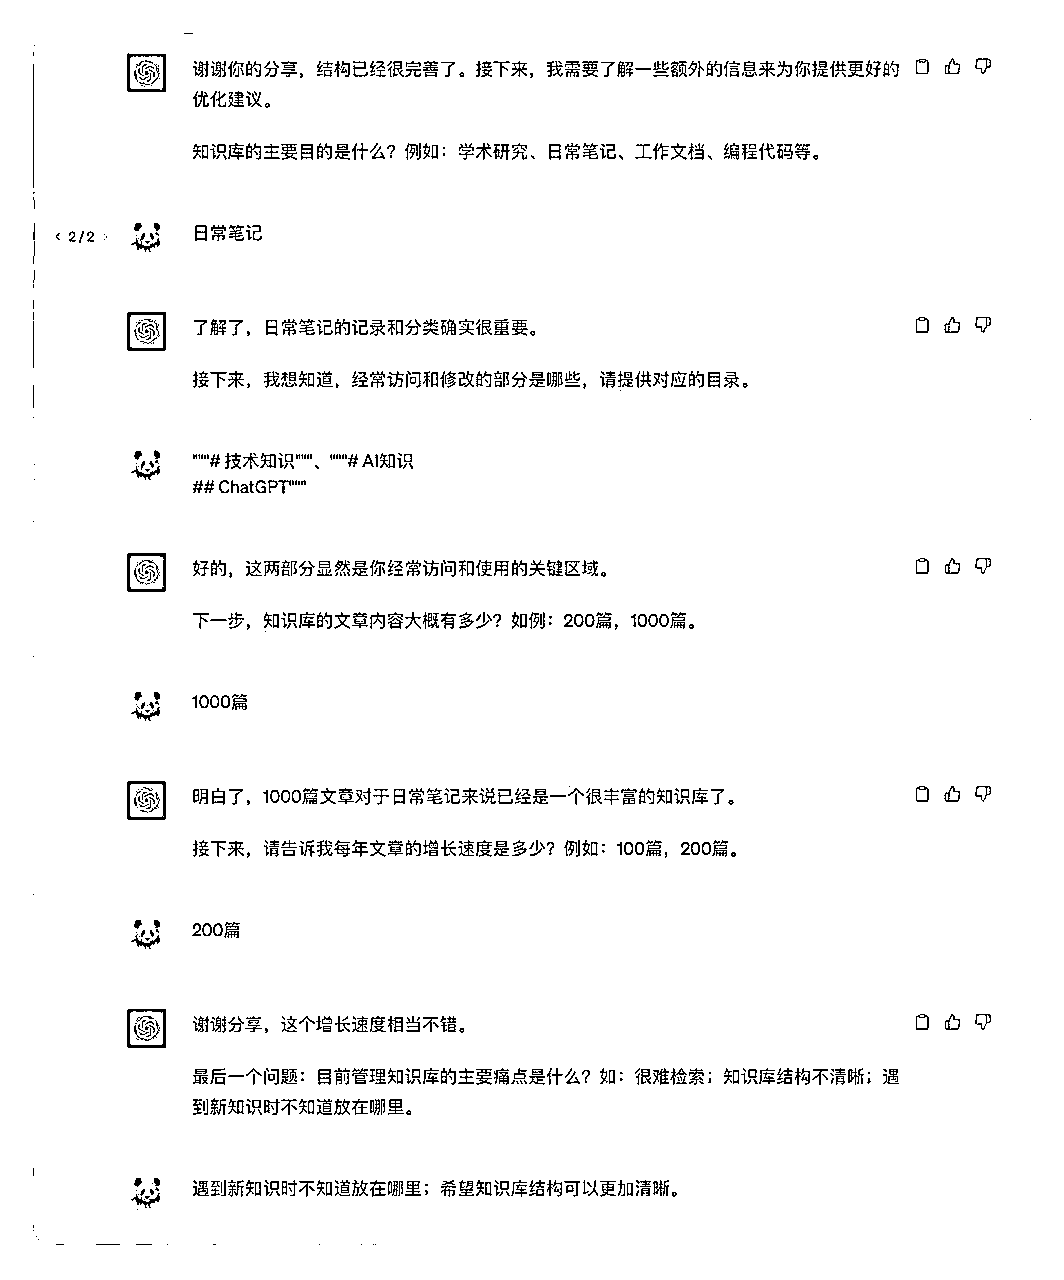 谢谢你的分享，结构已经很完善了。接下来，我需要了解一些额外的信息来为你提供更好的
优化建议。
知识库的主要目的是什么？例如：学术研究、日常笔记、工作文档、编程代码等。
< 2/2 >
日常笔记
了解了，日常笔记的记录和分类确实很重要。
接下来，我想知道，经常访问和修改的部分是哪些，请提供对应的目录。
"""# 技术知识"""、"""# AI知识
## ChatGPT"""
好的，这两部分显然是你经常访问和使用的关键区域。
下一步，知识库的文章内容大概有多少？如例：200篇，1000篇。
1000篇
明白了，1000篇文章对于日常笔记来说已经是一个很丰富的知识库了。
接下来，请告诉我每年文章的增长速度是多少？例如：100篇，200篇。
200篇
谢谢分享，这个增长速度相当不错。
最后一个问题：目前管理知识库的主要痛点是什么？如：很难检索；知识库结构不清晰；遇
到新知识时不知道放在哪里。
遇到新知识时不知道放在哪里；希望知识库结构可以更加清晰。